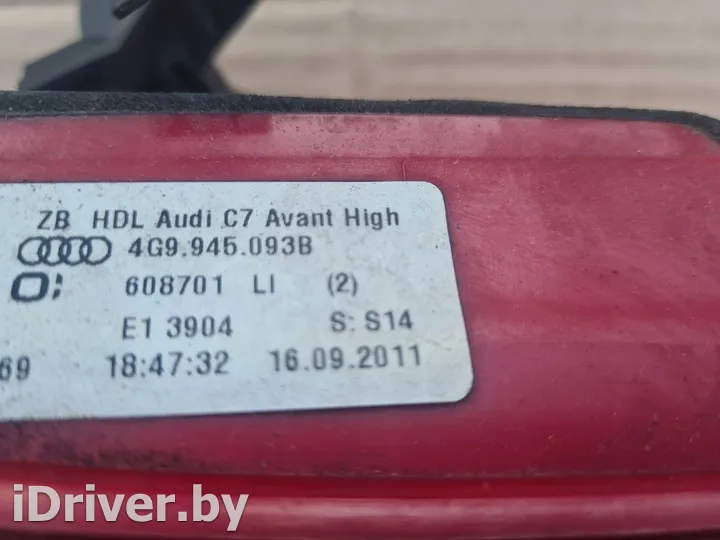 ZB HDL Audi C7 Avant High
4G9.945.093B
608701 LI (2)
E1 3904 S: S14
69 18:47:32 16.09.2011
iDriver.by